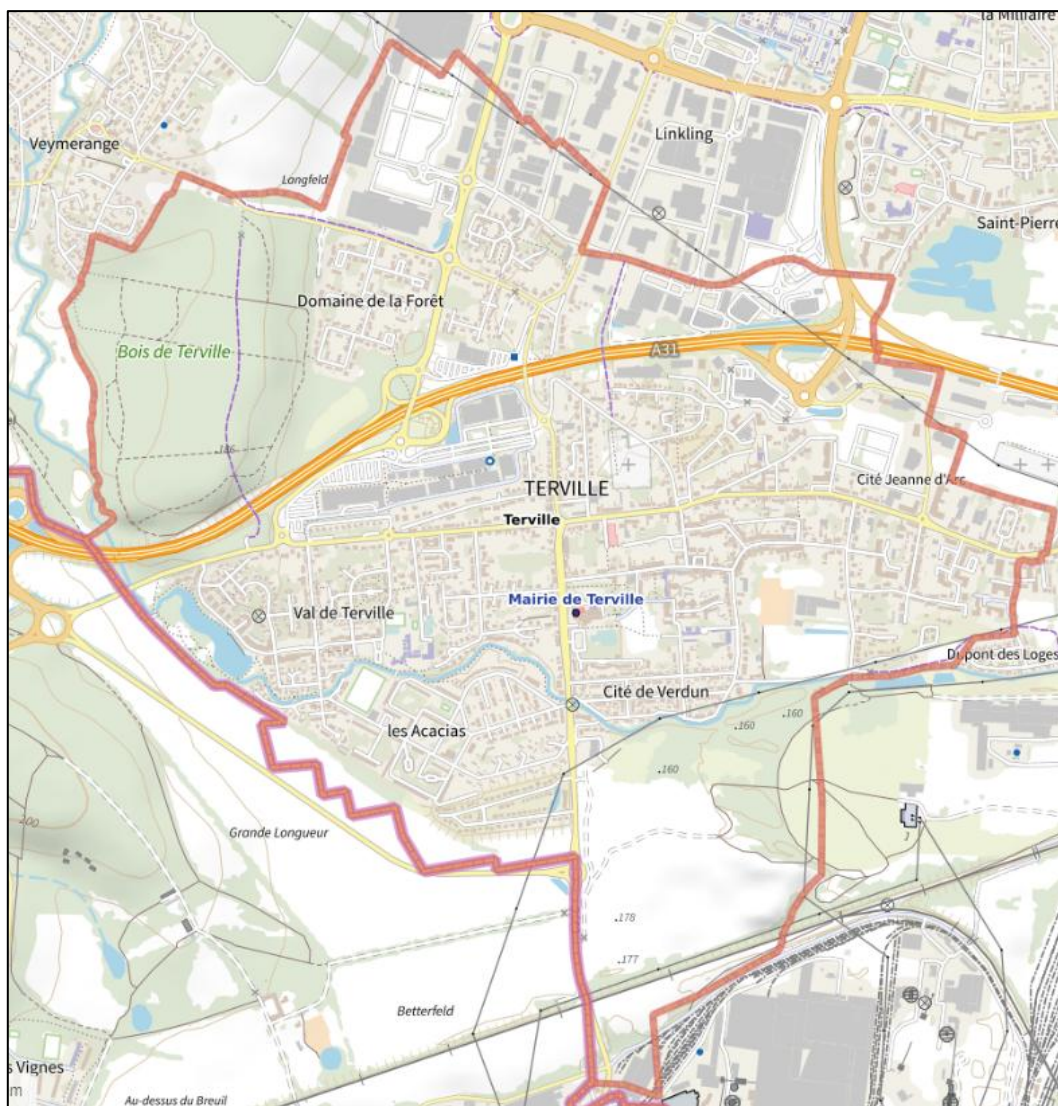 la Milliaire
Veymerange
Linkling
Langfeld
Saint-Pierre
Domaine de la Forêt
A31
Bois de Terville
186
Cité Jeanne d'Arc
TERVILLE
Terville
Mairie de Terville
Val de Terville
Dupont des Loges
Cité de Verdun
160
160
les Acacias
160
200
Grande Longueur
178
177
Betterfeld
s Vignes
m
Au-dessus du Breuil